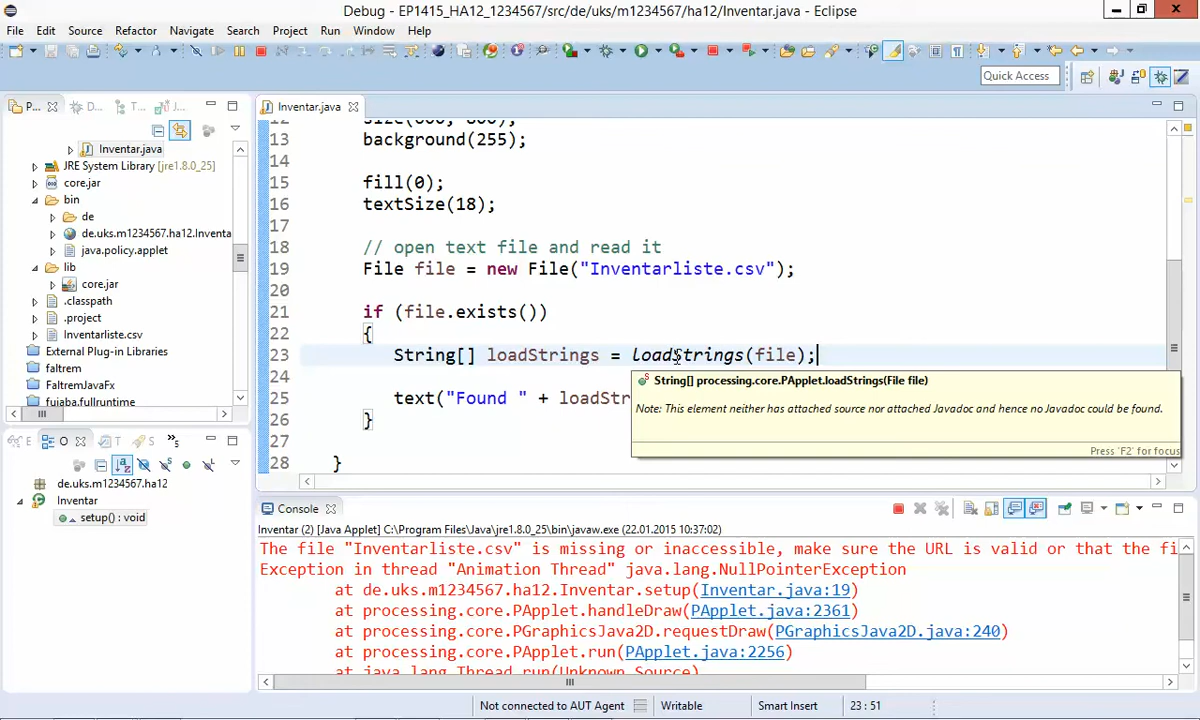 Debug - EP1415_HA12_1234567/src/de/uks/m1234567/ha12/Inventar.java - Eclipse
File Edit Source Refactor Navigate Search Project Run Window Help
Quick Access
P... D... T... J...
Inventar.java
JRE System Library [jre1.8.0_25]
core.jar
bin
de
de.uks.m1234567.ha12.Inventa
java.policy.applet
lib
core.jar
.classpath
.project
Inventarliste.csv
External Plug-in Libraries
faltrem
FaltremJavaFx
fujaba.fullruntime
E O T S »5
de.uks.m1234567.ha12
Inventar
setup() : void
Inventar.java
12 size(600, 800);
13 background(255);
14
15 fill(0);
16 textSize(18);
17
18 // open text file and read it
19 File file = new File("Inventarliste.csv");
20
21 if (file.exists())
22 {
23 String[] loadStrings = loadStrings(file);
24
25 text("Found " + loadStr
26 }
27
28 }
String[] processing.core.PApplet.loadStrings(File file)
Note: This element neither has attached source nor attached Javadoc and hence no Javadoc could be found.
Press 'F2' for focus
Console
Inventar (2) [Java Applet] C:\Program Files\Java\jre1.8.0_25\bin\javaw.exe (22.01.2015 10:37:02)
The file "Inventarliste.csv" is missing or inaccessible, make sure the URL is valid or that the fi
Exception in thread "Animation Thread" java.lang.NullPointerException
at de.uks.m1234567.ha12.Inventar.setup(Inventar.java:19)
at processing.core.PApplet.handleDraw(PApplet.java:2361)
at processing.core.PGraphicsJava2D.requestDraw(PGraphicsJava2D.java:240)
at processing.core.PApplet.run(PApplet.java:2256)
at java.lang.Thread.run(Unknown Source)
Not connected to AUT Agent Writable Smart Insert 23 : 51